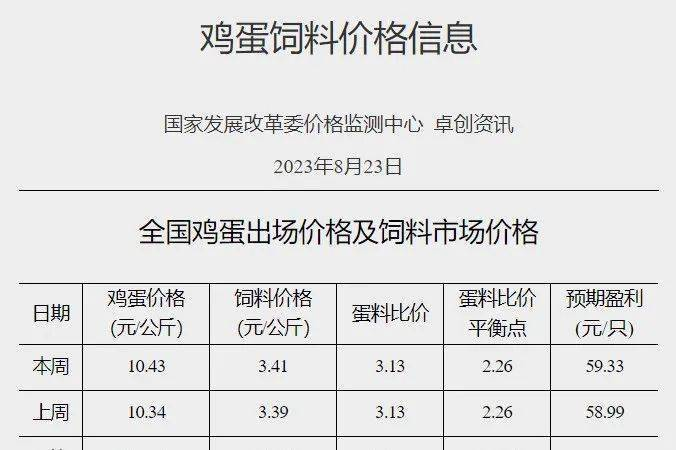 鸡蛋饲料价格信息
国家发展改革委价格监测中心 卓创资讯
2023年8月23日
全国鸡蛋出场价格及饲料市场价格
日期 鸡蛋价格(元/公斤) 饲料价格(元/公斤) 蛋料比价 蛋料比价平衡点 预期盈利(元/只)
本周 10.43 3.41 3.13 2.26 59.33
上周 10.34 3.39 3.13 2.26 58.99